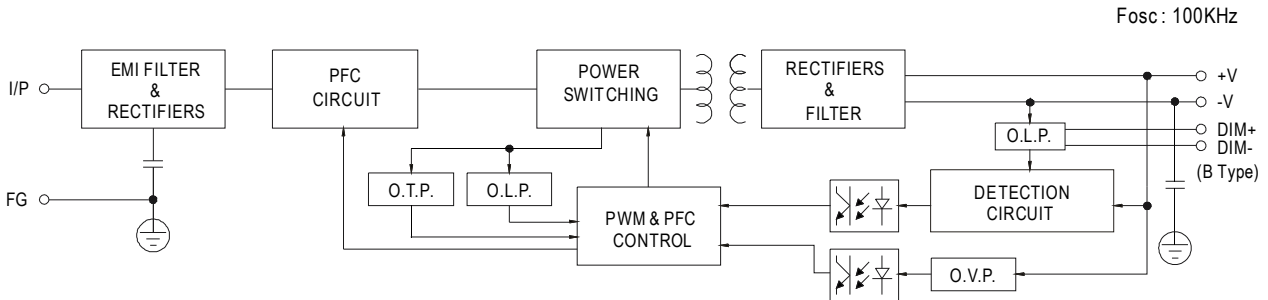 Fosc : 100KHz
I/P
EMI FILTER
&
RECTIFIERS
PFC
CIRCUIT
POWER
SWITCHING
RECTIFIERS
&
FILTER
+V
-V
DIM+
DIM-
(B Type)
O.L.P.
O.T.P.
O.L.P.
FG
PWM & PFC
CONTROL
DETECTION
CIRCUIT
O.V.P.